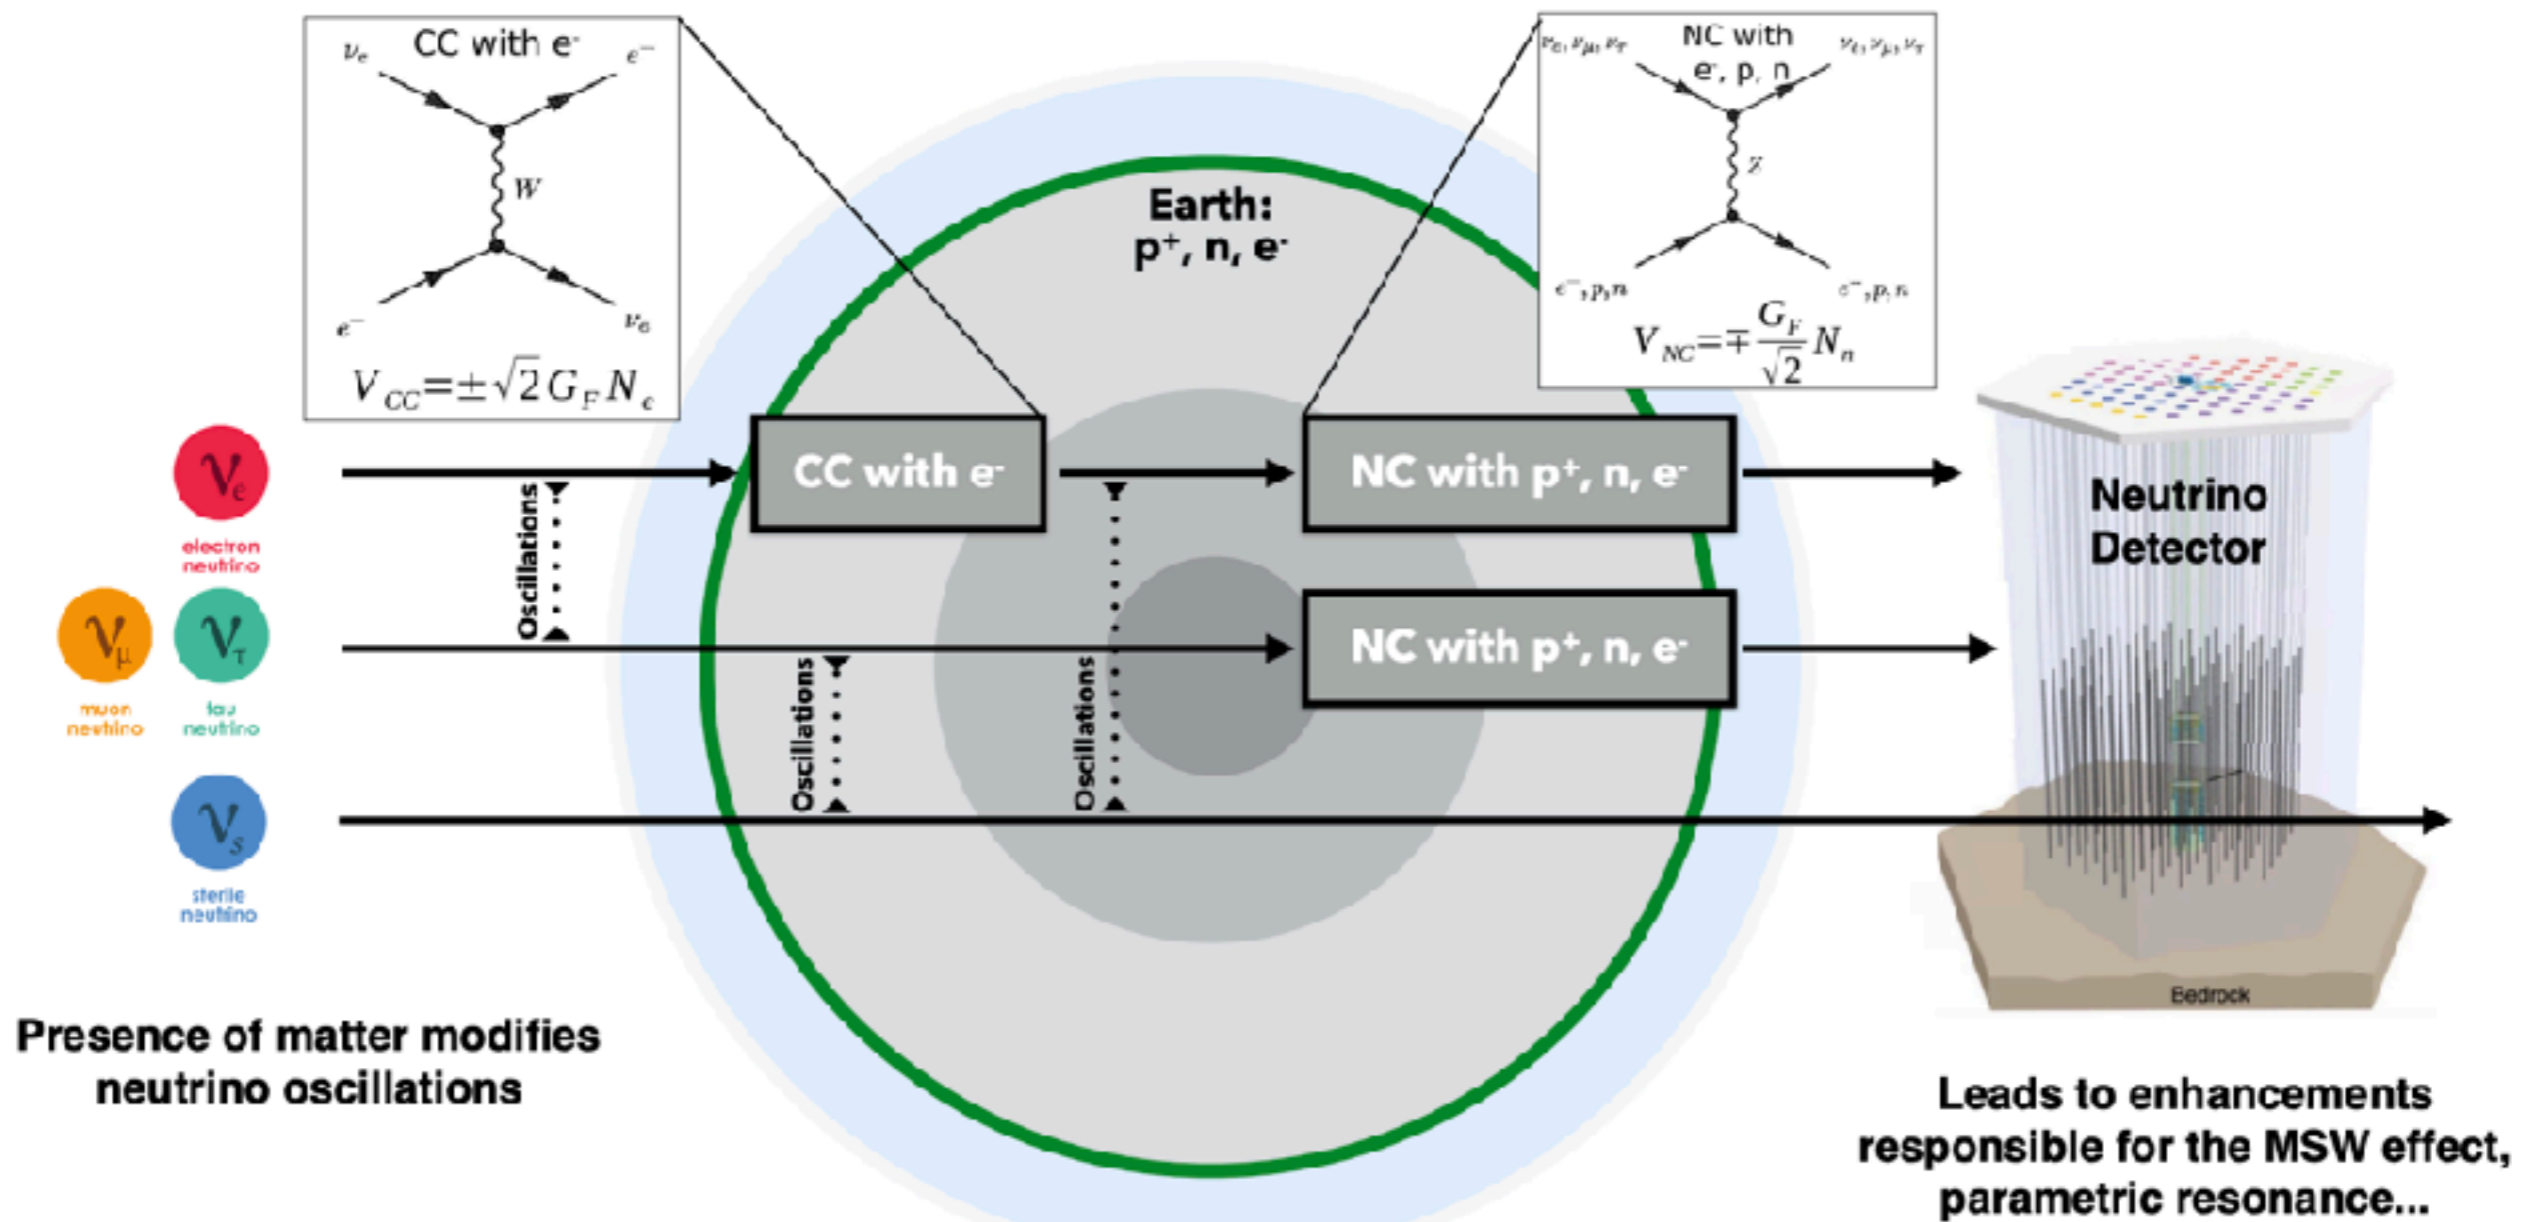 CC with e⁻
νe
e⁻
W
e⁻
νe
V_CC=±√2 G_F N_e
NC with
e⁻, p, n
νe, νμ, ντ
νe, νμ, ντ
Z
e⁻, p, n
e⁻, p, n
V_NC=∓ G_F/√2 N_n
Earth:
p⁺, n, e⁻
νe
electron
neutrino
Oscillations
CC with e⁻
NC with p⁺, n, e⁻
Neutrino
Detector
νμ
muon
neutrino
ντ
tau
neutrino
Oscillations
Oscillations
NC with p⁺, n, e⁻
νs
sterile
neutrino
Bedrock
Presence of matter modifies
neutrino oscillations
Leads to enhancements
responsible for the MSW effect,
parametric resonance...